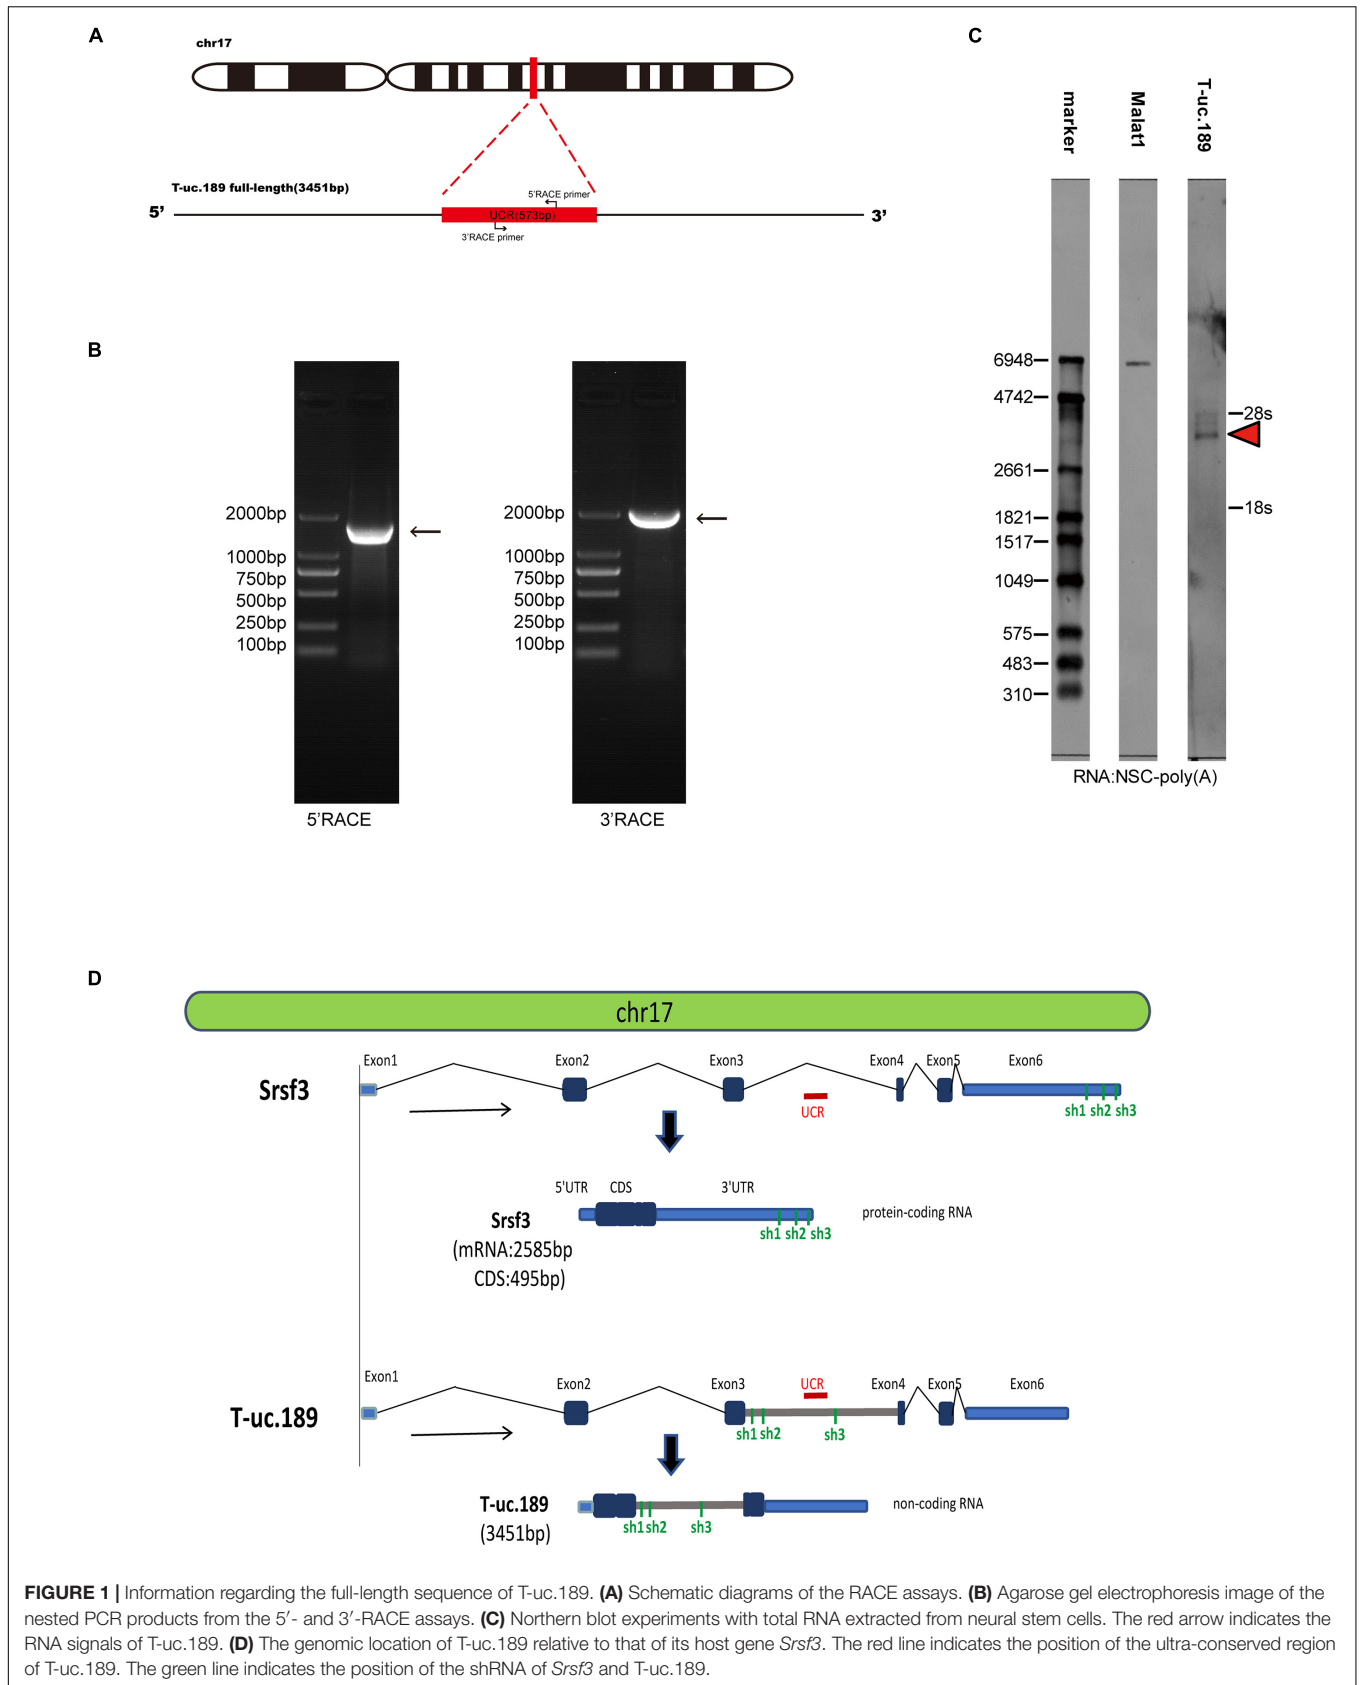 A
chr17
T-uc.189 full-length(3451bp)
5'RACE primer
5’
UCR(573bp)
3’
3'RACE primer
B
2000bp
1000bp
750bp
500bp
250bp
100bp
5’RACE
2000bp
1000bp
750bp
500bp
250bp
100bp
3’RACE
C
marker
Malat1
T-uc.189
6948
4742
2661
1821
1517
1049
575
483
310
28s
18s
RNA:NSC-poly(A)
D
chr17
Srsf3
Exon1
Exon2
Exon3
Exon4
Exon5
Exon6
UCR
sh1 sh2 sh3
5'UTR
CDS
3'UTR
Srsf3
(mRNA:2585bp
CDS:495bp)
sh1 sh2 sh3
protein-coding RNA
T-uc.189
Exon1
Exon2
Exon3
UCR
Exon4
Exon5
Exon6
sh1 sh2
sh3
T-uc.189
(3451bp)
sh1 sh2
sh3
non-coding RNA
FIGURE 1 | Information regarding the full-length sequence of T-uc.189. (A) Schematic diagrams of the RACE assays. (B) Agarose gel electrophoresis image of the
nested PCR products from the 5′- and 3′-RACE assays. (C) Northern blot experiments with total RNA extracted from neural stem cells. The red arrow indicates the
RNA signals of T-uc.189. (D) The genomic location of T-uc.189 relative to that of its host gene Srsf3. The red line indicates the position of the ultra-conserved region
of T-uc.189. The green line indicates the position of the shRNA of Srsf3 and T-uc.189.